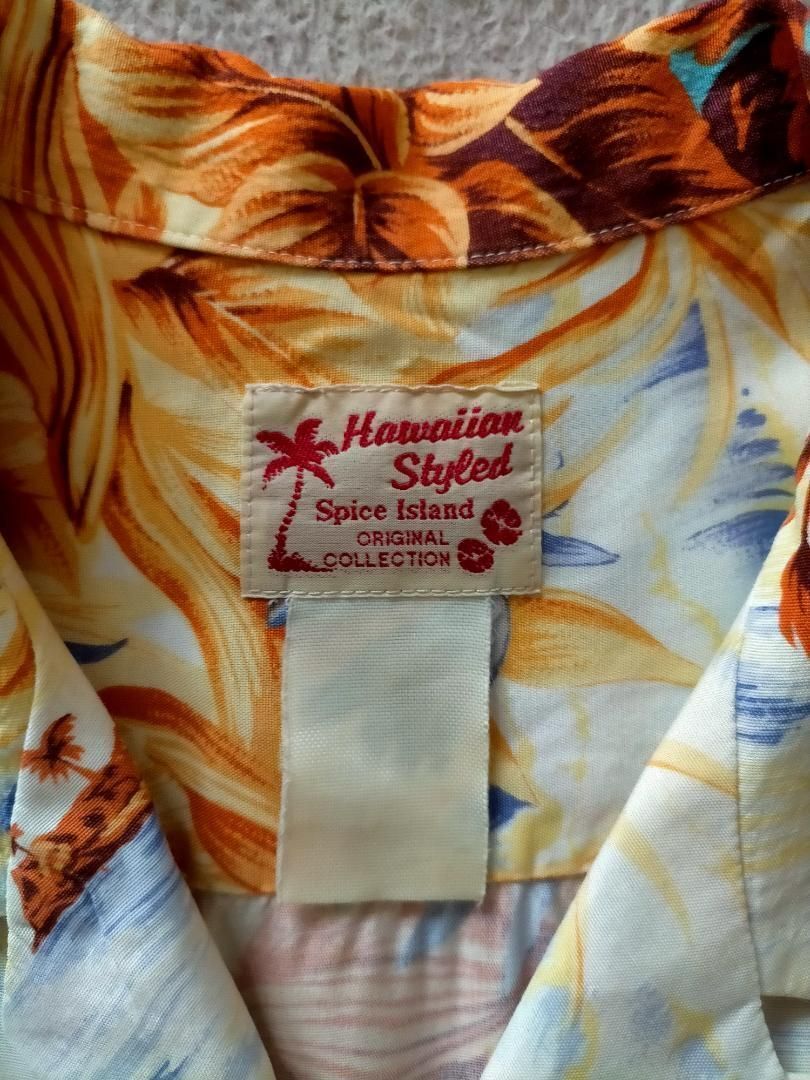 Hawaiian
Styled
Spice Island
ORIGINAL
COLLECTION